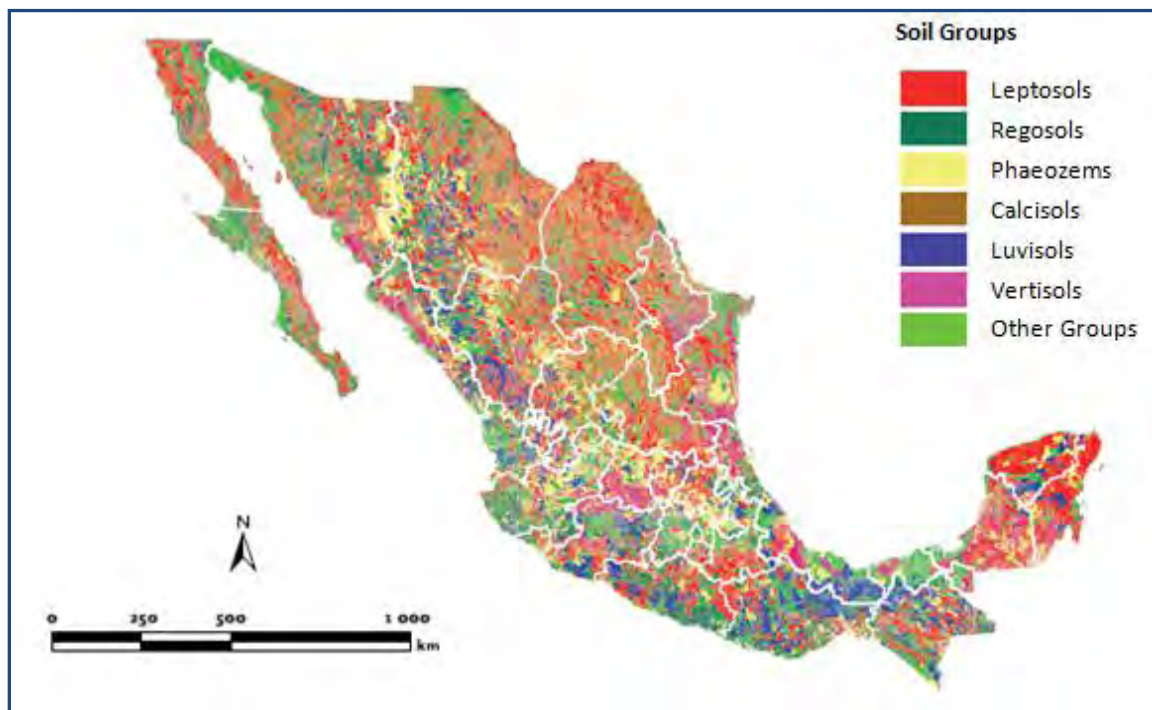 Soil Groups
Leptosols
Regosols
Phaeozems
Calcisols
Luvisols
Vertisols
Other Groups
N
0 250 500 1 000
km